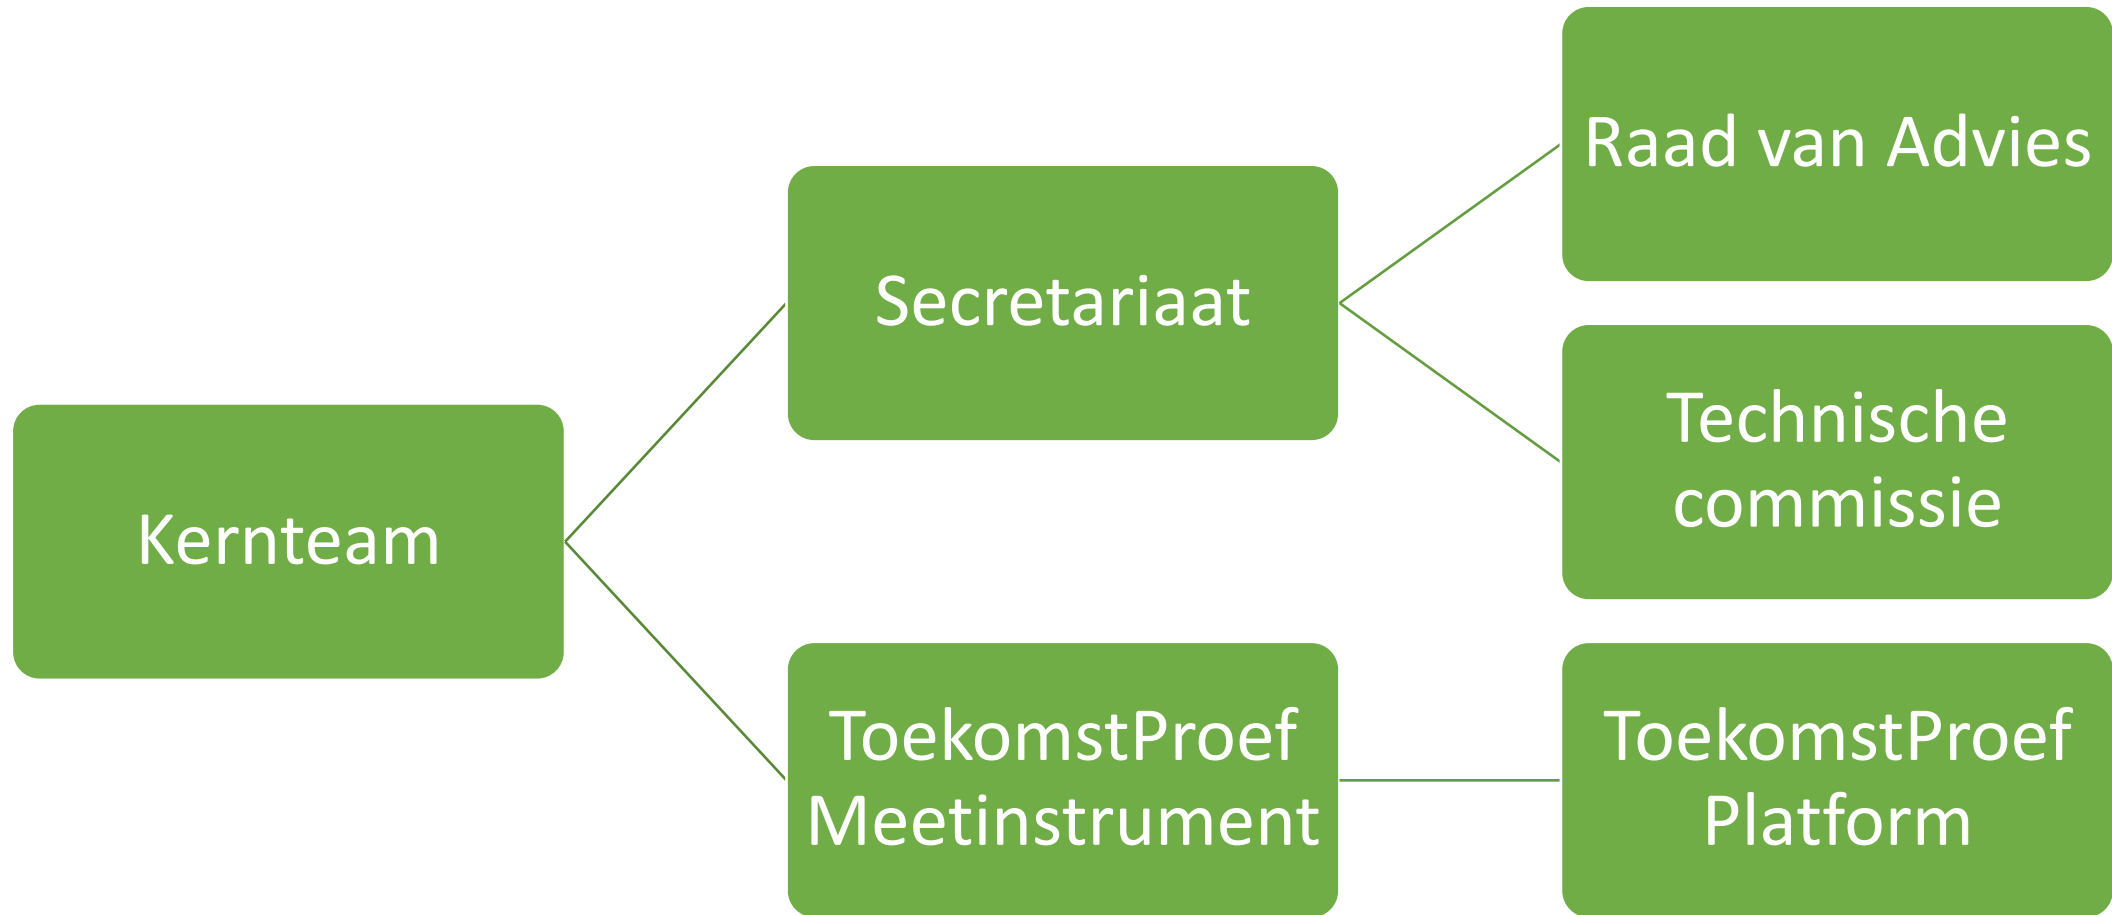 Kernteam
Secretariaat
Raad van Advies
Technische
commissie
ToekomstProef
Meetinstrument
ToekomstProef
Platform